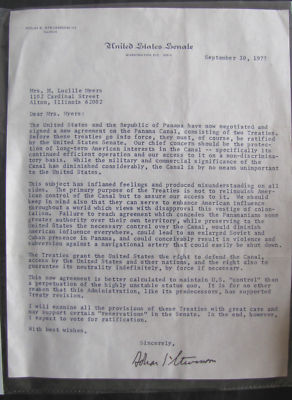 ADLAI E. STEVENSON
ILLINOIS
United States Senate
WASHINGTON, D.C. 20510
September 30, 1977
Mrs. M. Lucille Myers
1102 Cardinal Street
Alton, Illinois 62002
Dear Mrs. Myers:
The United States and the Republic of Panama have now negotiated and
signed a new agreement on the Panama Canal, consisting of two Treaties.
Before these treaties go into force, they must, of course, be ratified
by the United States Senate. Our chief concern should be the protec-
tion of long-term American interests in the Canal -- specifically its
continued efficient operation and our access to it on a non-discrimina-
tory basis. While the military and commercial significance of the
Canal has diminished considerably, the Canal is by no means unimportant
to the United States.
This subject has inflamed feelings and produced misunderstanding on all
sides. The primary purpose of the Treaties is not to relinquish Amer-
ican control of the Canal but to assure our access to it. We should
keep in mind also that they can serve to enhance American influence
throughout a world which views with disapproval this vestige of colon-
ialism. Failure to reach agreement which concedes the Panamanians some
greater authority over their own territory, while preserving to the
United States the necessary control over the Canal, would diminish
American influence everywhere, could lead to an enlarged Soviet and
Cuban presence in Panama, and could conceivably result in violence and
subversion against a navigational artery that could easily be shut down.
The Treaties grant the United States the right to defend the Canal,
access by the United States and other nations, and the right also to
guarantee its neutrality indefinitely, by force if necessary.
This new agreement is better calculated to maintain U.S. "control" than
a perpetuation of the highly unstable status quo. It is for no other
reason that this Administration, like its predecessors, has supported
Treaty revision.
I will examine all the provisions of these Treaties with great care and
may support certain "reservations" in the Senate. In the end, however,
I expect to vote for ratification.
With best wishes,
Sincerely,
Adlai E Stevenson